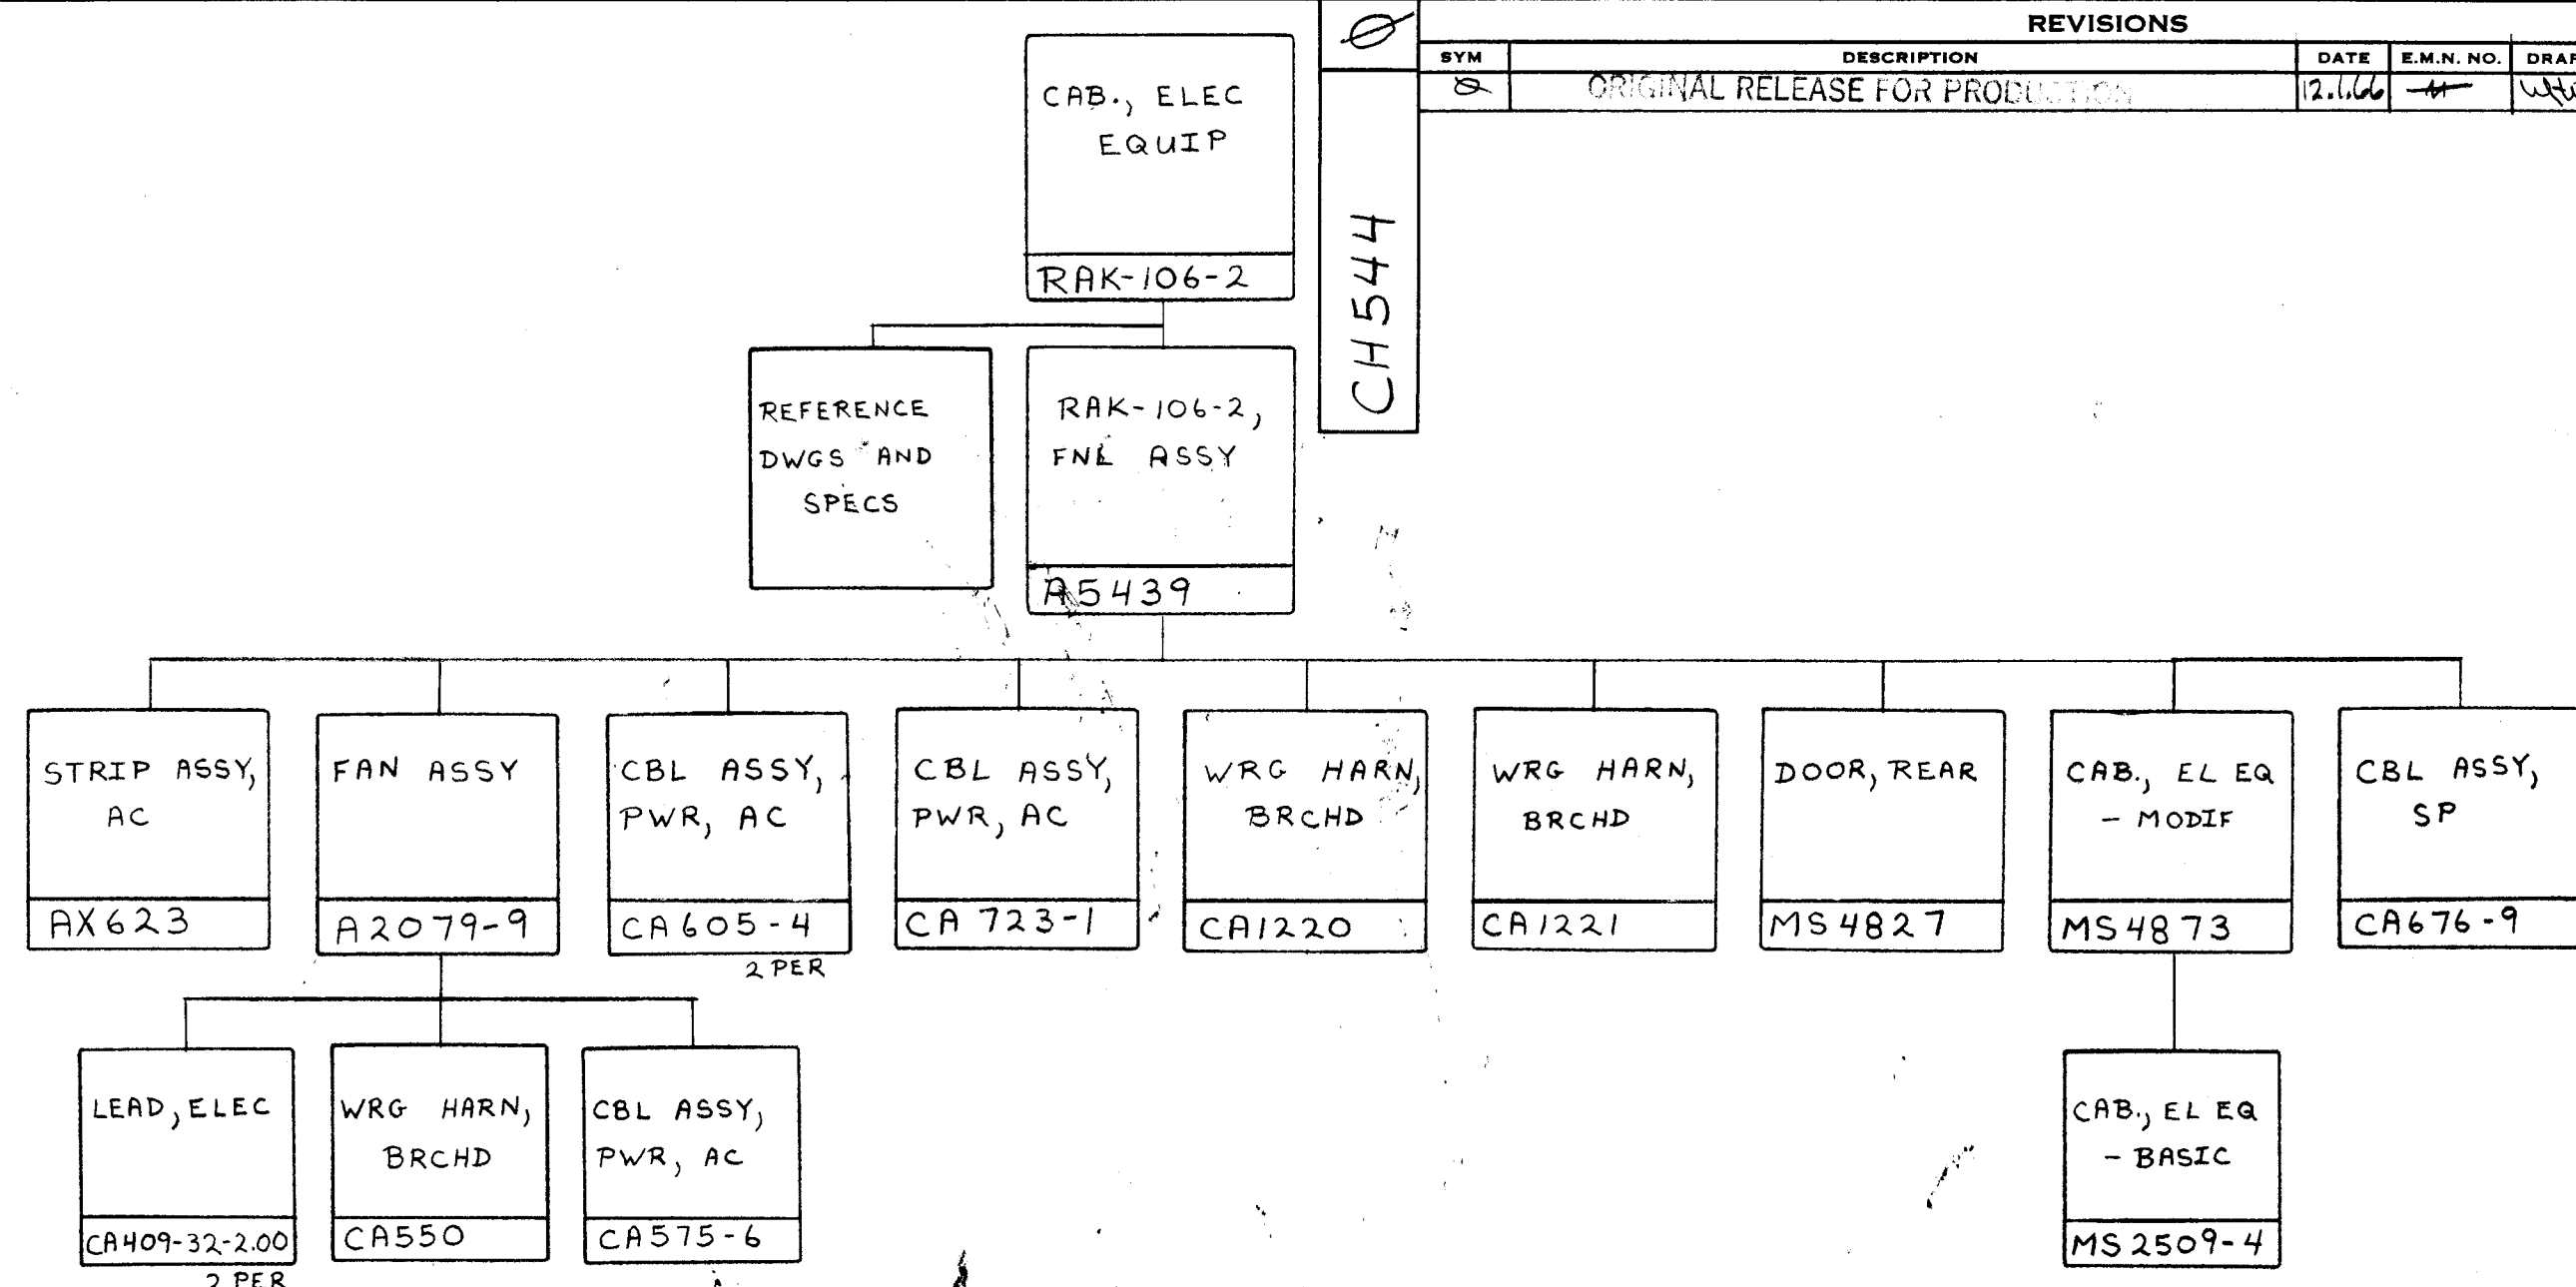 REVISIONS
SYM DESCRIPTION DATE E.M.N. NO.
Ø ORIGINAL RELEASE FOR PRODUCTION 12.1.66
Ø
CH544
CAB., ELEC
EQUIP
RAK-106-2
REFERENCE
DWGS AND
SPECS
RAK-106-2,
FNL ASSY
A5439
STRIP ASSY,
AC
AX623
FAN ASSY
A2079-9
CBL ASSY,
PWR, AC
CA605-4
2 PER
CBL ASSY,
PWR, AC
CA723-1
WRG HARN,
BRCHD
CA1220
WRG HARN,
BRCHD
CA1221
DOOR, REAR
MS4827
CAB., EL EQ
- MODIF
MS4873
CBL ASSY,
SP
CA676-9
LEAD, ELEC
CA409-32-2.00
2 PER
WRG HARN,
BRCHD
CA550
CBL ASSY,
PWR, AC
CA575-6
CAB., EL EQ
- BASIC
MS2509-4